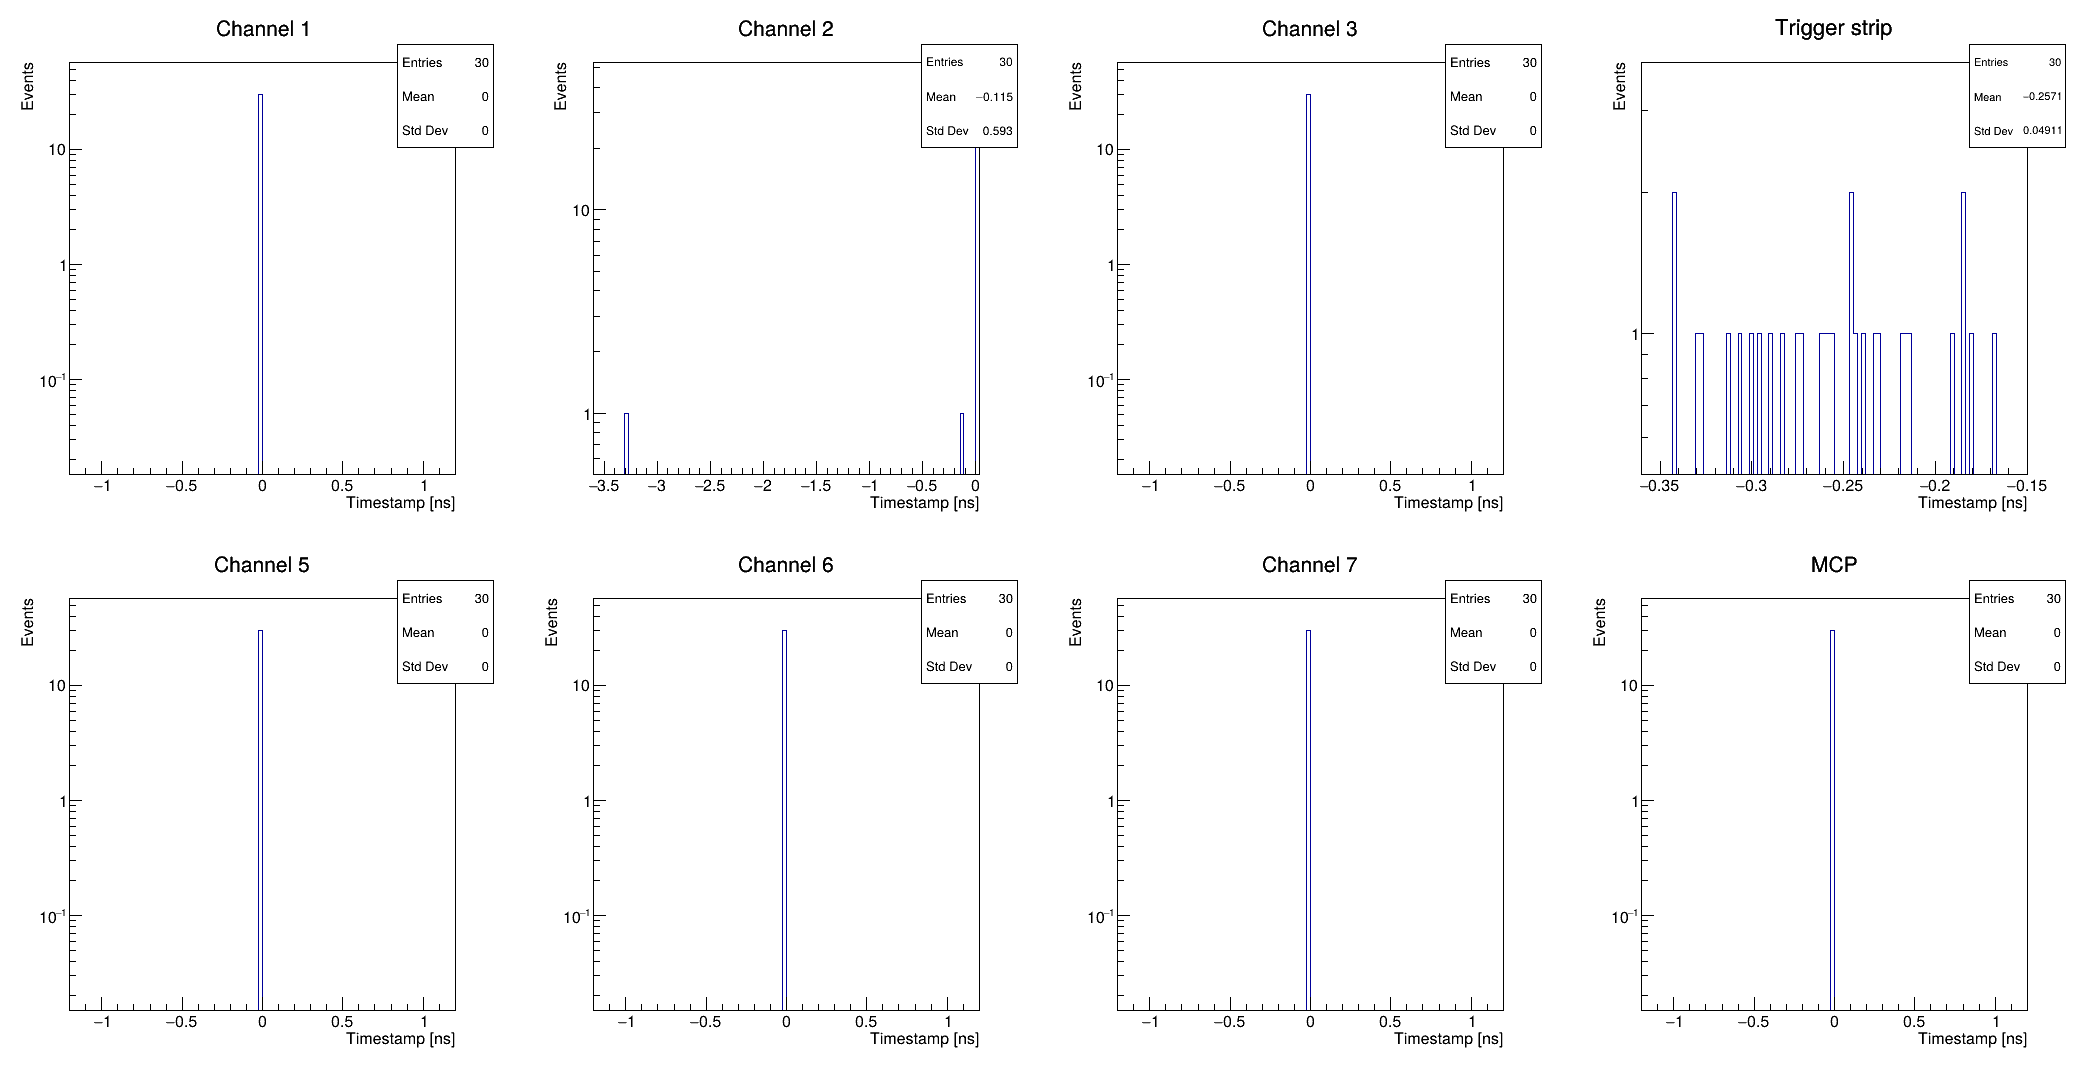 Channel 1
Events
Entries 30
Mean 0
Std Dev 0
10
1
10−1
−1 −0.5 0 0.5 1
Timestamp [ns]
Channel 2
Events
Entries 30
Mean −0.115
Std Dev 0.593
10
1
−3.5 −3 −2.5 −2 −1.5 −1 −0.5 0
Timestamp [ns]
Channel 3
Events
Entries 30
Mean 0
Std Dev 0
10
1
10−1
−1 −0.5 0 0.5 1
Timestamp [ns]
Trigger strip
Events
Entries 30
Mean −0.2571
Std Dev 0.04911
1
−0.35 −0.3 −0.25 −0.2 −0.15
Timestamp [ns]
Channel 5
Events
Entries 30
Mean 0
Std Dev 0
10
1
10−1
−1 −0.5 0 0.5 1
Timestamp [ns]
Channel 6
Events
Entries 30
Mean 0
Std Dev 0
10
1
10−1
−1 −0.5 0 0.5 1
Timestamp [ns]
Channel 7
Events
Entries 30
Mean 0
Std Dev 0
10
1
10−1
−1 −0.5 0 0.5 1
Timestamp [ns]
MCP
Events
Entries 30
Mean 0
Std Dev 0
10
1
10−1
−1 −0.5 0 0.5 1
Timestamp [ns]